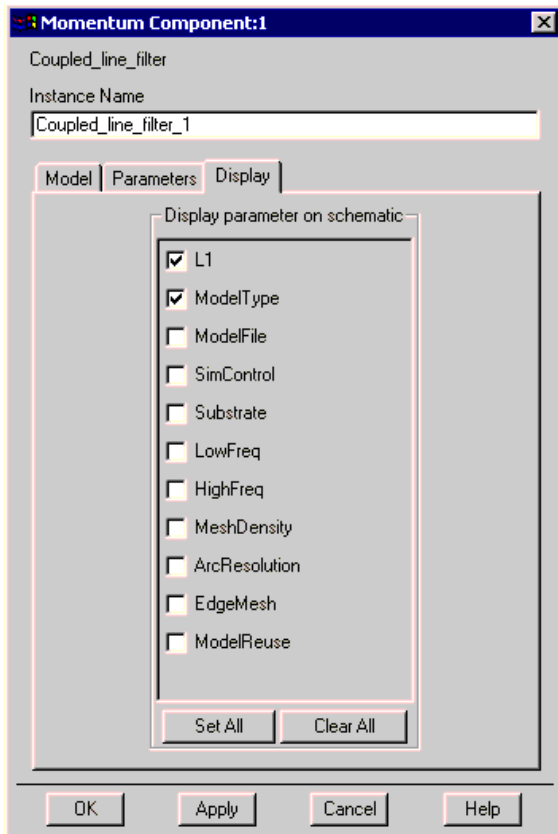 Momentum Component:1
Coupled_line_filter
Instance Name
Coupled_line_filter_1
Model Parameters Display
Display parameter on schematic
L1
ModelType
ModelFile
SimControl
Substrate
LowFreq
HighFreq
MeshDensity
ArcResolution
EdgeMesh
ModelReuse
Set All Clear All
OK Apply Cancel Help